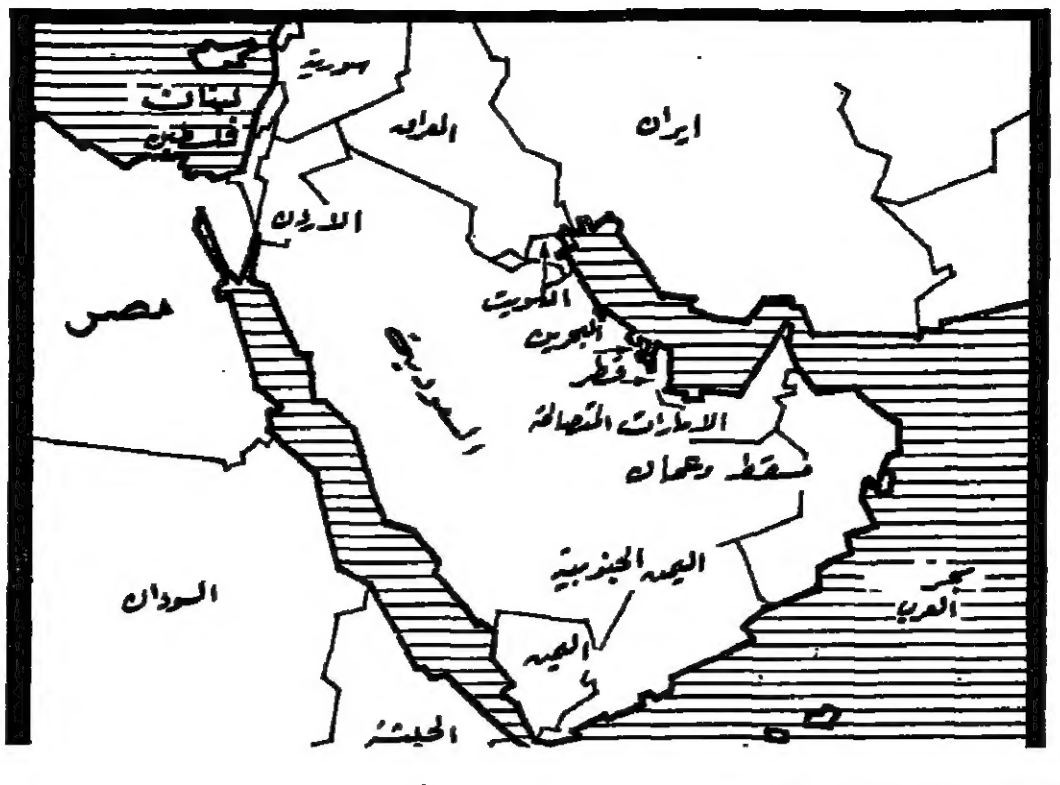 سورية
لبنان
فلسطين
العراق
ايران
الاردن
مصر
الكويت
البحرين
قطر
السعودية
الامارات المتصالحة
مسقط وعمان
اليمن الجنوبية
السودان
بحر
العرب
اليمن
الحبشة